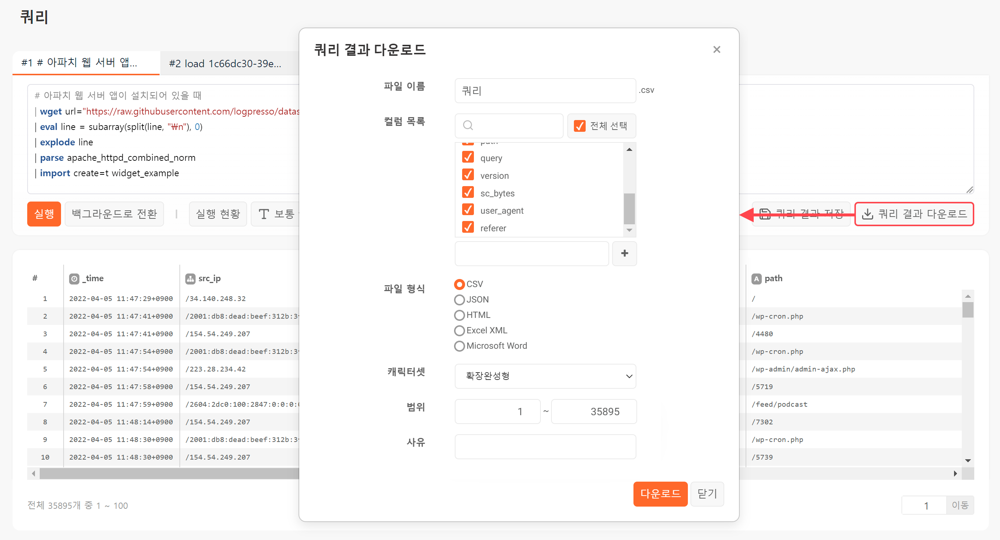 쿼리
#1 # 아파치 웹 서버 앱...
#2 load 1c66dc30-39e...
# 아파치 웹 서버 앱이 설치되어 있을 때
| wget url="https://raw.githubusercontent.com/logpresso/datas
| eval line = subarray(split(line, "₩n"), 0)
| explode line
| parse apache_httpd_combined_norm
| import create=t widget_example
실행
백그라운드로 전환
실행 현황
보통
쿼리 결과 저장
쿼리 결과 다운로드
# _time src_ip
1 2022-04-05 11:47:29+0900 /34.140.248.32
2 2022-04-05 11:47:41+0900 /2001:db8:dead:beef:312b:3
3 2022-04-05 11:47:41+0900 /154.54.249.207
4 2022-04-05 11:47:54+0900 /2001:db8:dead:beef:312b:3
5 2022-04-05 11:47:54+0900 /223.28.234.42
6 2022-04-05 11:47:58+0900 /154.54.249.207
7 2022-04-05 11:47:59+0900 /2604:2dc0:100:2847:0:0:0:
8 2022-04-05 11:48:14+0900 /154.54.249.207
9 2022-04-05 11:48:30+0900 /2001:db8:dead:beef:312b:3
10 2022-04-05 11:48:30+0900 /154.54.249.207
전체 35895개 중 1 ~ 100
쿼리 결과 다운로드
×
파일 이름
쿼리
.csv
컬럼 목록
전체 선택
path
query
version
sc_bytes
user_agent
referer
+
파일 형식
CSV
JSON
HTML
Excel XML
Microsoft Word
캐릭터셋
확장완성형
범위
1 ~ 35895
사유
다운로드
닫기
A path
/
/wp-cron.php
/4480
/wp-cron.php
/wp-admin/admin-ajax.php
/5719
/feed/podcast
/7302
/wp-cron.php
/5739
1
이동